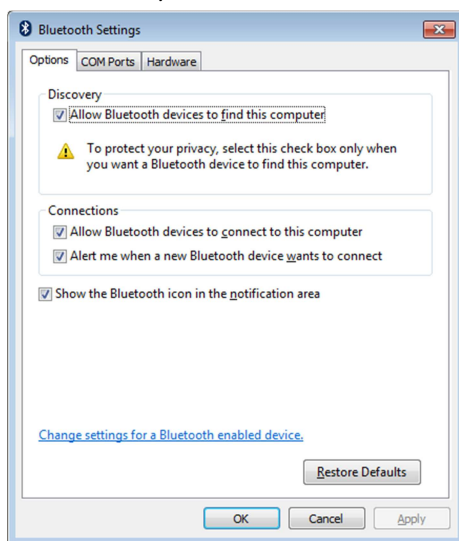 Bluetooth Settings
Options COM Ports Hardware
Discovery
Allow Bluetooth devices to find this computer
To protect your privacy, select this check box only when
you want a Bluetooth device to find this computer.
Connections
Allow Bluetooth devices to connect to this computer
Alert me when a new Bluetooth device wants to connect
Show the Bluetooth icon in the notification area
Change settings for a Bluetooth enabled device.
Restore Defaults
OK Cancel Apply